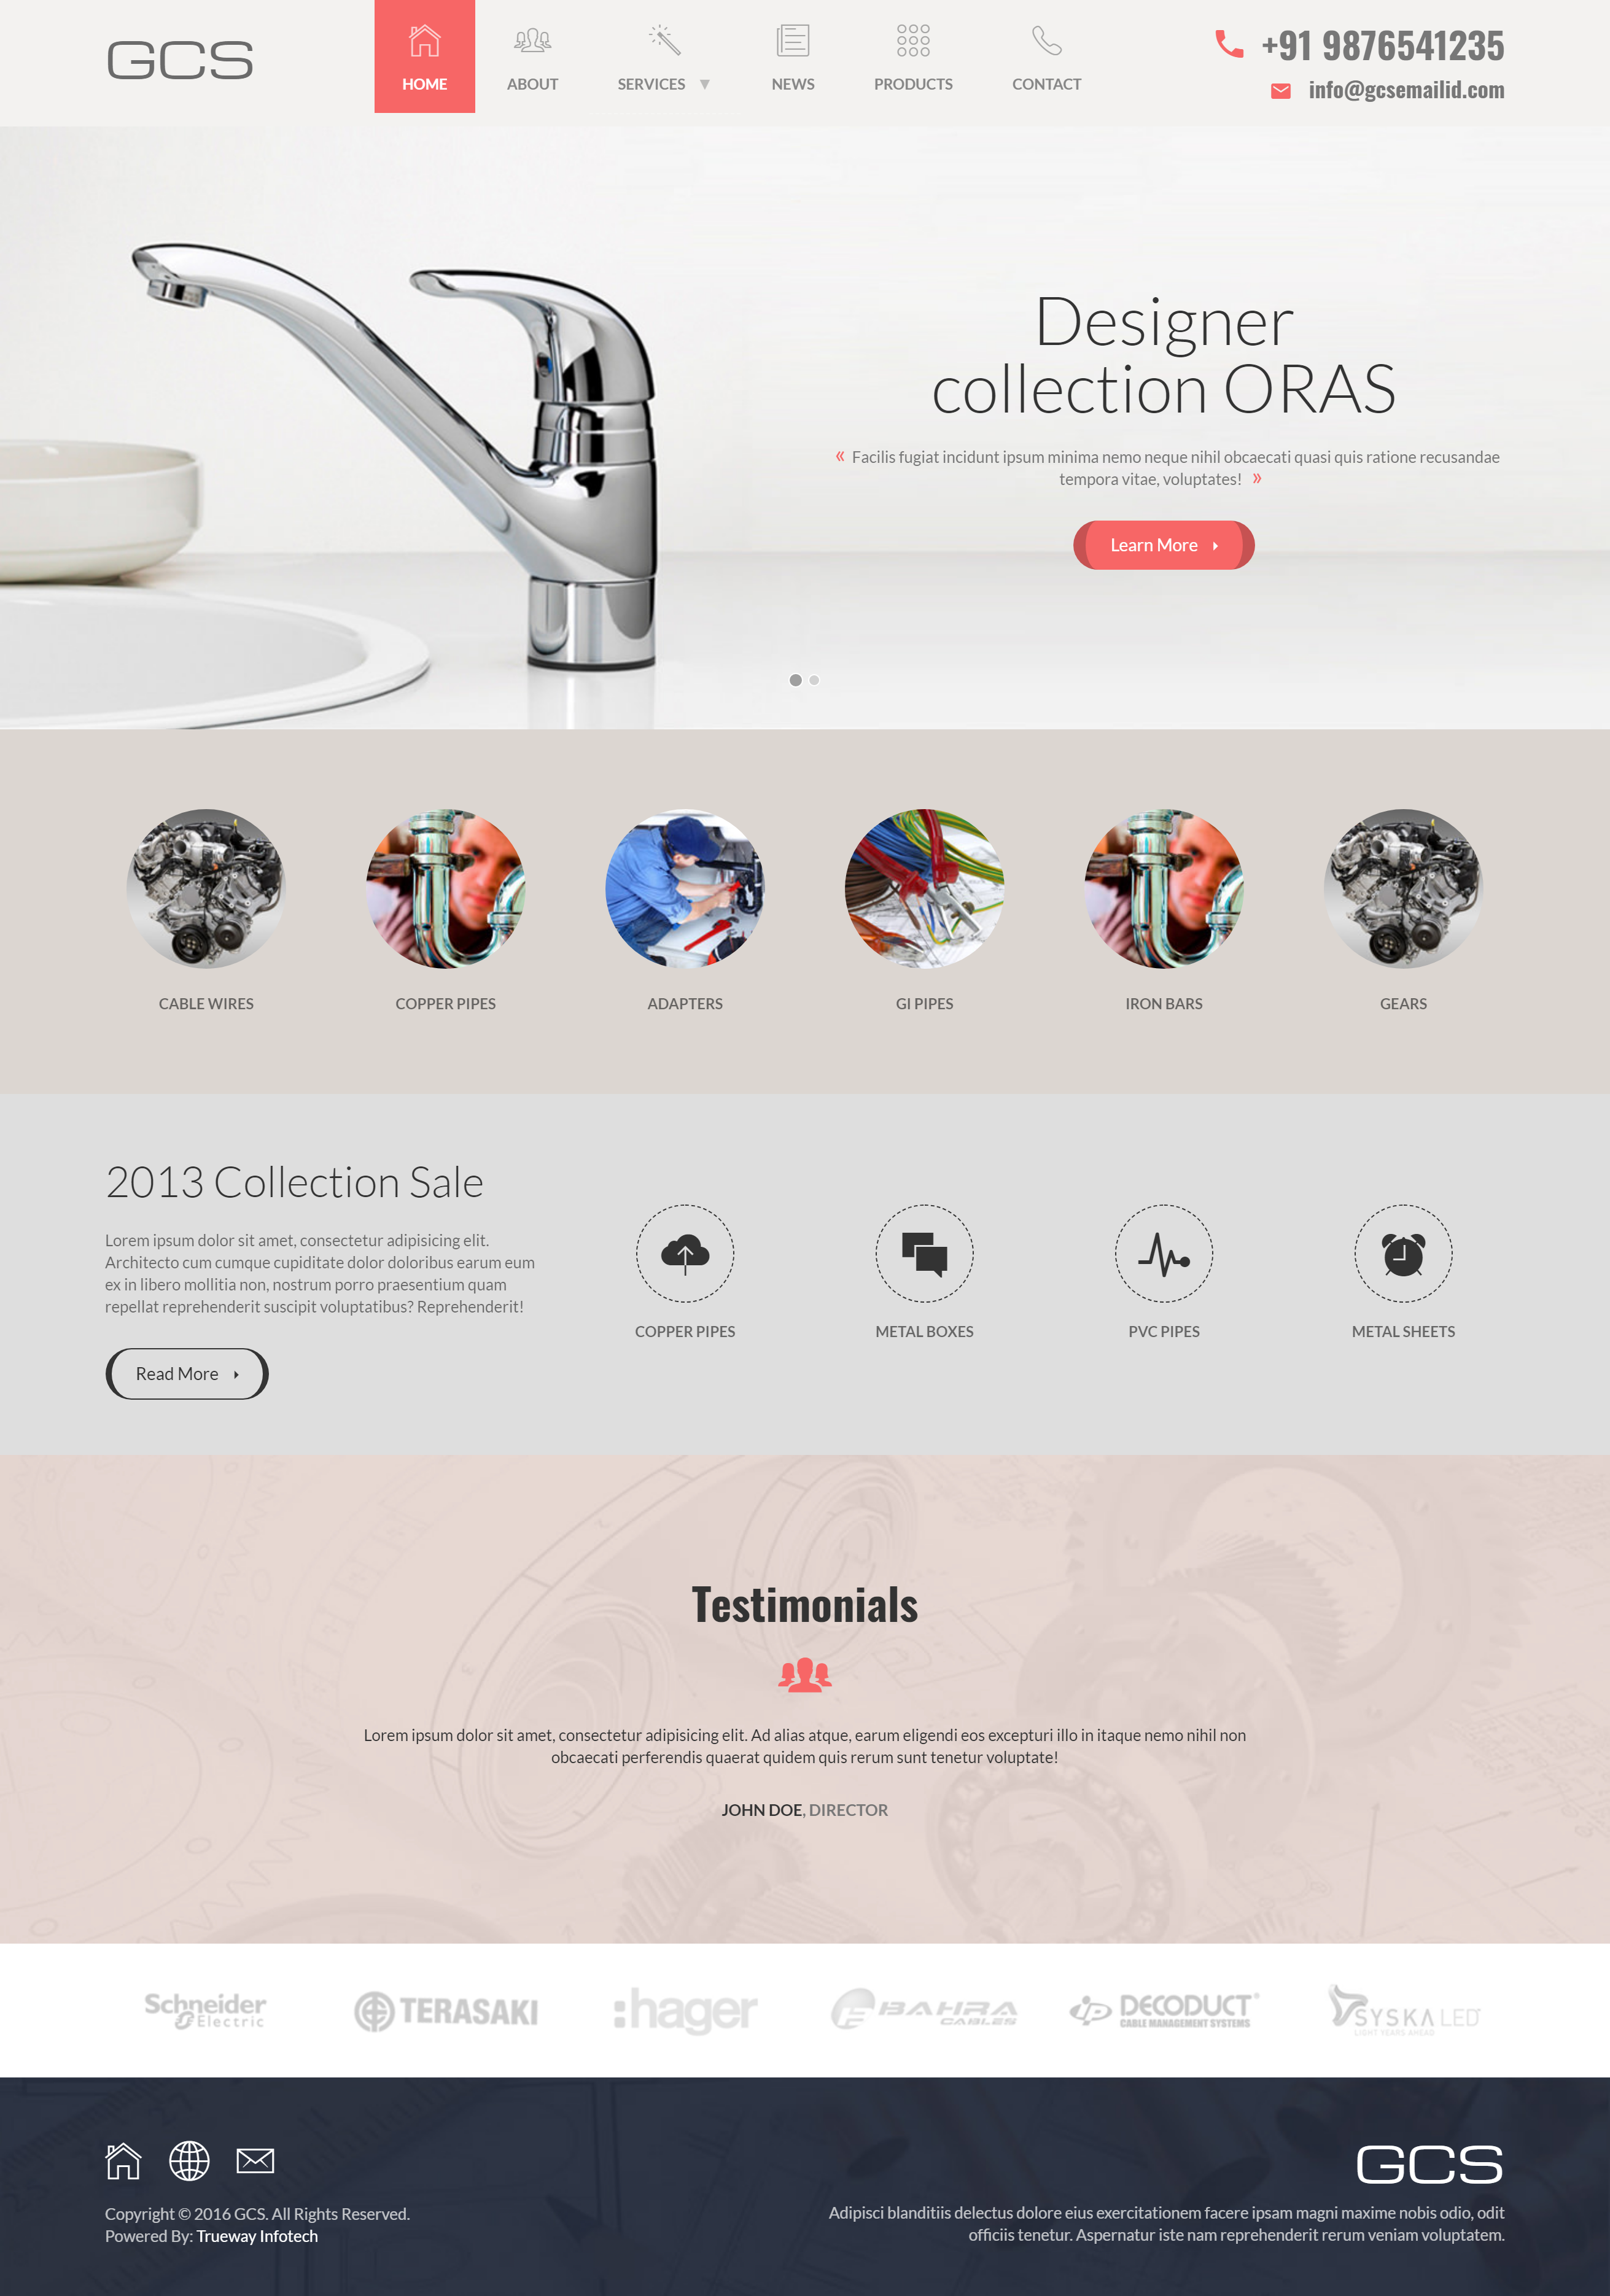 GCS
HOME
ABOUT
SERVICES ▼
NEWS
PRODUCTS
CONTACT
+91 9876541235
info@gcsemailid.com
Designer
collection ORAS
« Facilis fugiat incidunt ipsum minima nemo neque nihil obcaecati quasi quis ratione recusandae
tempora vitae, voluptates! »
Learn More
CABLE WIRES
COPPER PIPES
ADAPTERS
GI PIPES
IRON BARS
GEARS
2013 Collection Sale
Lorem ipsum dolor sit amet, consectetur adipisicing elit.
Architecto cum cumque cupiditate dolor doloribus earum eum
ex in libero mollitia non, nostrum porro praesentium quam
repellat reprehenderit suscipit voluptatibus? Reprehenderit!
Read More
COPPER PIPES
METAL BOXES
PVC PIPES
METAL SHEETS
Testimonials
Lorem ipsum dolor sit amet, consectetur adipisicing elit. Ad alias atque, earum eligendi eos excepturi illo in itaque nemo nihil non
obcaecati perferendis quaerat quidem quis rerum sunt tenetur voluptate!
JOHN DOE, DIRECTOR
Schneider
Electric
TERASAKI
:hager
BAHRA
CABLES
DECODUCT®
CABLE MANAGEMENT SYSTEMS
SYSKA LED
LIGHT YEARS AHEAD
GCS
Copyright © 2016 GCS. All Rights Reserved.
Powered By: Trueway Infotech
Adipisci blanditiis delectus dolore eius exercitationem facere ipsam magni maxime nobis odio, odit
officiis tenetur. Aspernatur iste nam reprehenderit rerum veniam voluptatem.